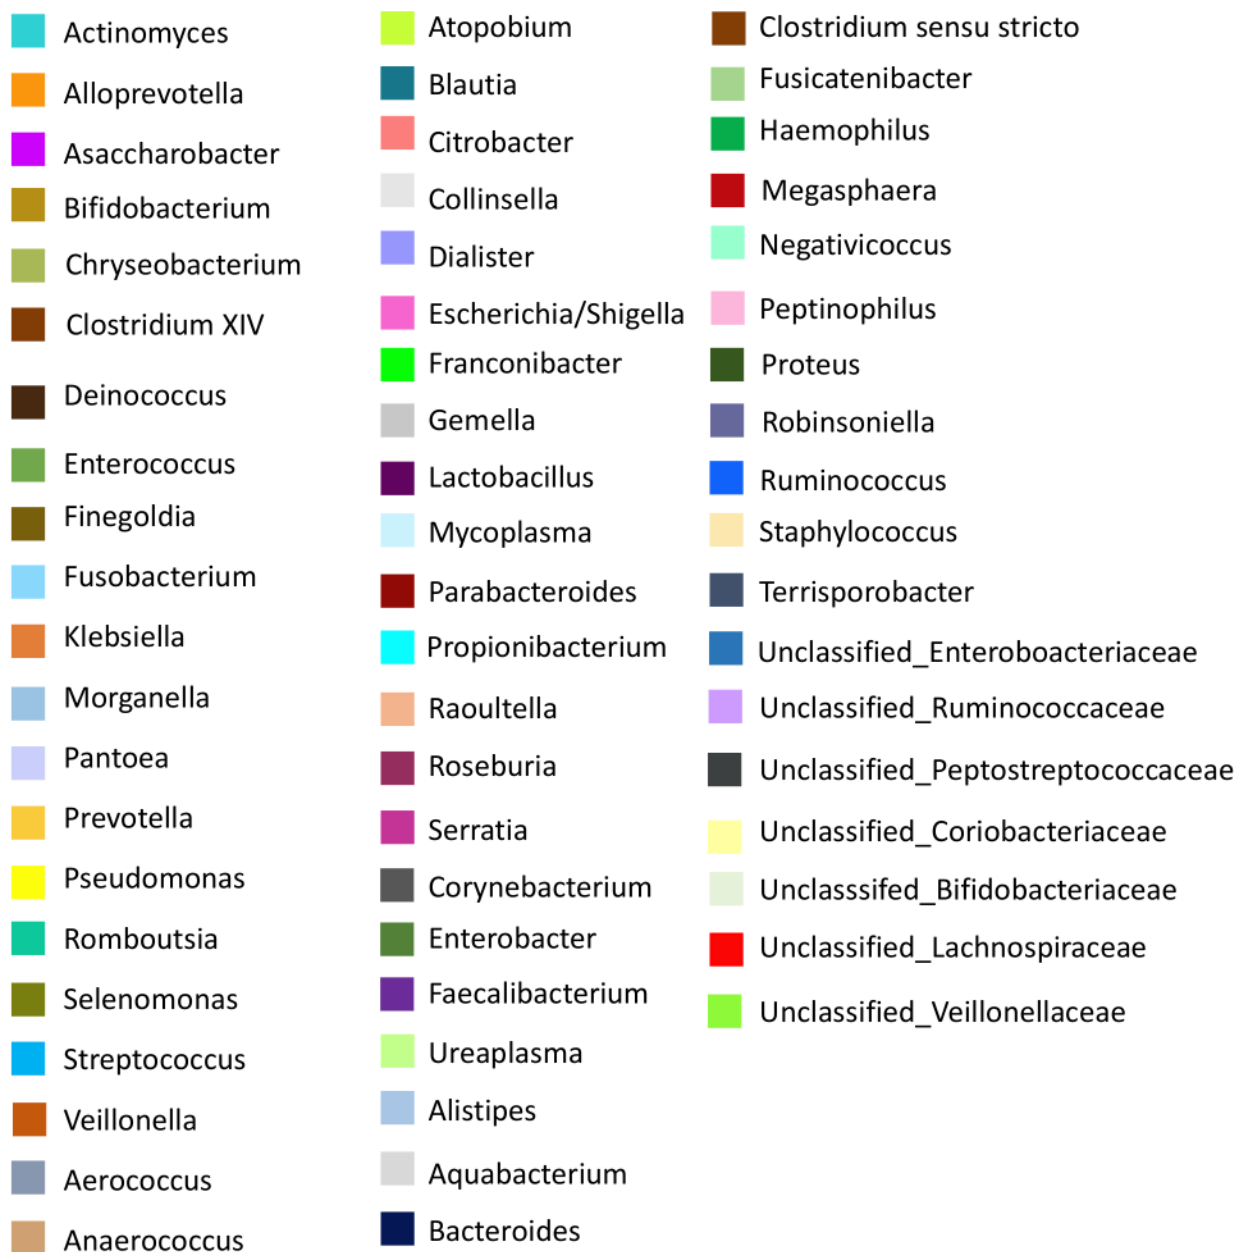 Actinomyces
Alloprevotella
Asaccharobacter
Bifidobacterium
Chryseobacterium
Clostridium XIV
Deinococcus
Enterococcus
Finegoldia
Fusobacterium
Klebsiella
Morganella
Pantoea
Prevotella
Pseudomonas
Romboutsia
Selenomonas
Streptococcus
Veillonella
Aerococcus
Anaerococcus
Atopobium
Blautia
Citrobacter
Collinsella
Dialister
Escherichia/Shigella
Franconibacter
Gemella
Lactobacillus
Mycoplasma
Parabacteroides
Propionibacterium
Raoultella
Roseburia
Serratia
Corynebacterium
Enterobacter
Faecalibacterium
Ureaplasma
Alistipes
Aquabacterium
Bacteroides
Clostridium sensu stricto
Fusicatenibacter
Haemophilus
Megasphaera
Negativicoccus
Peptinophilus
Proteus
Robinsoniella
Ruminococcus
Staphylococcus
Terrisporobacter
Unclassified_Enteroboacteriaceae
Unclassified_Ruminococcaceae
Unclassified_Peptostreptococcaceae
Unclassified_Coriobacteriaceae
Unclasssifed_Bifidobacteriaceae
Unclassified_Lachnospiraceae
Unclassified_Veillonellaceae